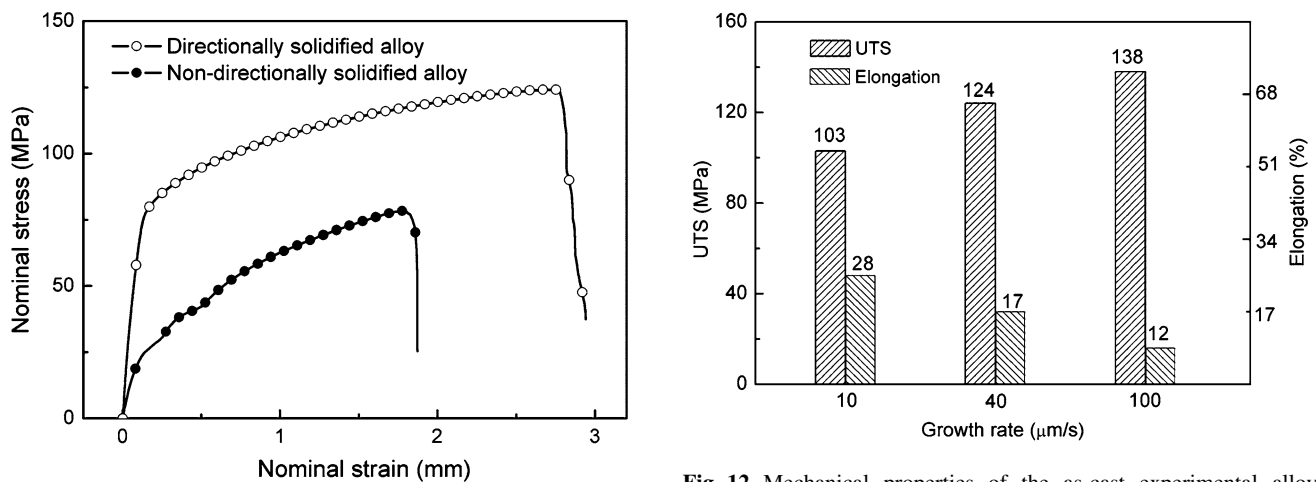 150
100
50
0
Nominal stress (MPa)
Directionally solidified alloy
Non-directionally solidified alloy
0 1 2 3
Nominal strain (mm)
160
120
80
40
0
UTS (MPa)
UTS
Elongation
103
28
124
17
138
12
68
51
34
17
Elongation (%)
10 40 100
Growth rate (μm/s)
Fig. 12 Mechanical properties of the as-cast experimental alloy